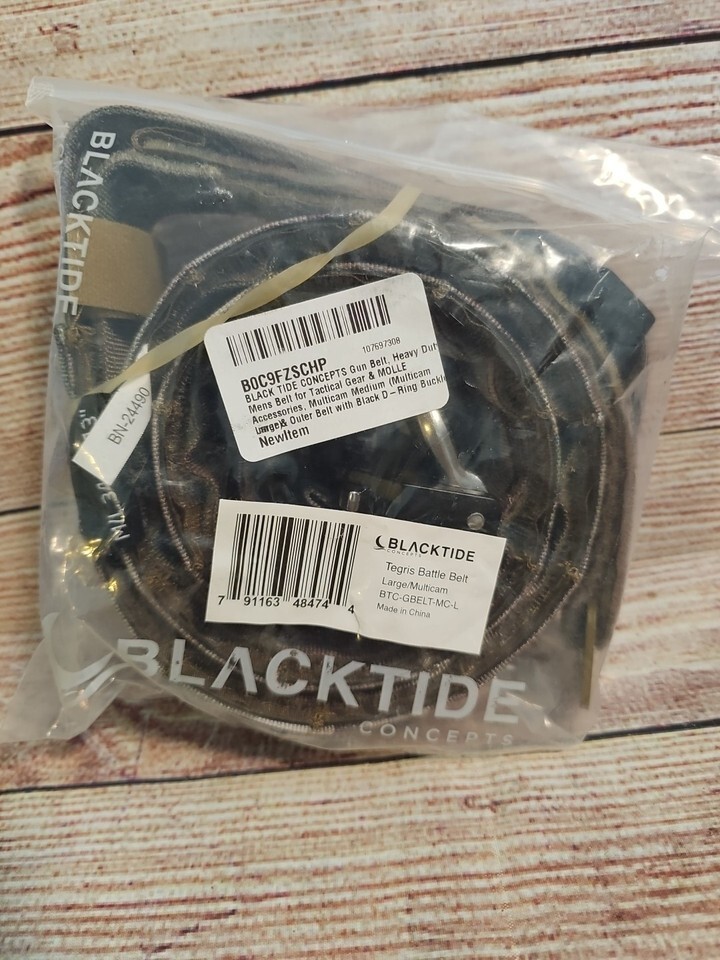 BLACKTIDE
107697308
B0C9FZSCHP
BLACK TIDE CONCEPTS Gun Belt, Heavy Dut
Mens Belt for Tactical Gear & MOLLE
Accessories, Multicam Medium (Multicam
Outer Belt with Black D-Ring Buckle
NewItem
BN-24490
BLACKTIDE
CONCEPTS
Tegris Battle Belt
Large/Multicam
BTC-GBELT-MC-L
Made in China
7 91163 48474 4
BLACKTIDE
CONCEPTS